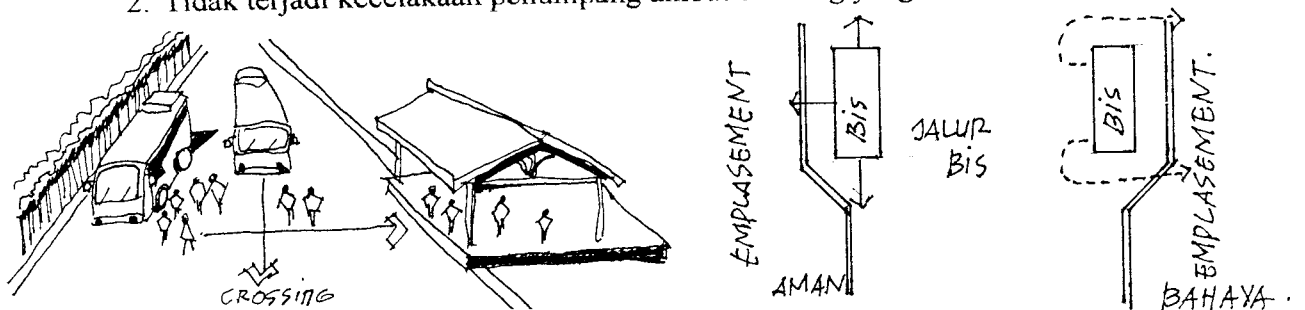 2. Tidak terjadi kecelakaan penumpang
CROSSING
EMPLASEMENT
BiS
JALUR
BIS
AMAN
BiS
EMPLASEMENT.
BAHAYA.